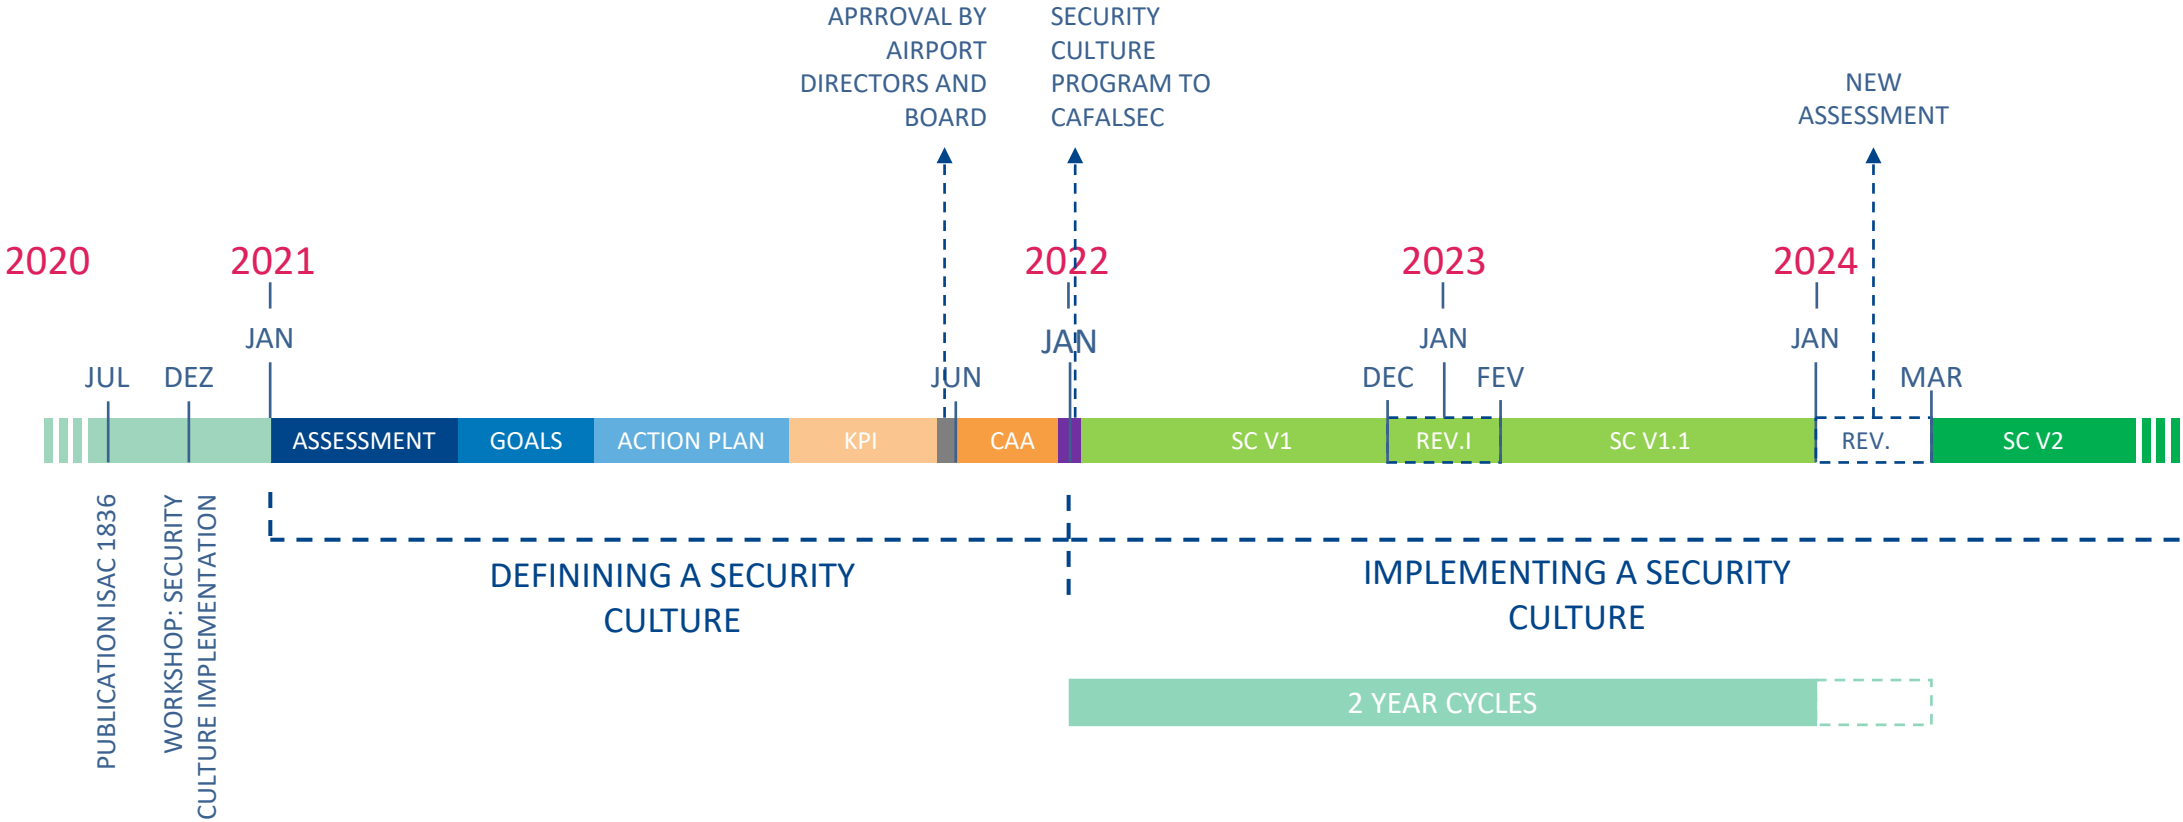 APRROVAL BY
AIRPORT
DIRECTORS AND
BOARD
SECURITY
CULTURE
PROGRAM TO
CAFALSEC
NEW
ASSESSMENT
2020
2021
2022
2023
2024
JAN
JAN
JAN
JAN
JUL
DEZ
JUN
DEC
FEV
MAR
ASSESSMENT
GOALS
ACTION PLAN
KPI
CAA
SC V1
REV.I
SC V1.1
REV.
SC V2
PUBLICATION ISAC 1836
WORKSHOP: SECURITY
CULTURE IMPLEMENTATION
DEFININING A SECURITY
CULTURE
IMPLEMENTING A SECURITY
CULTURE
2 YEAR CYCLES